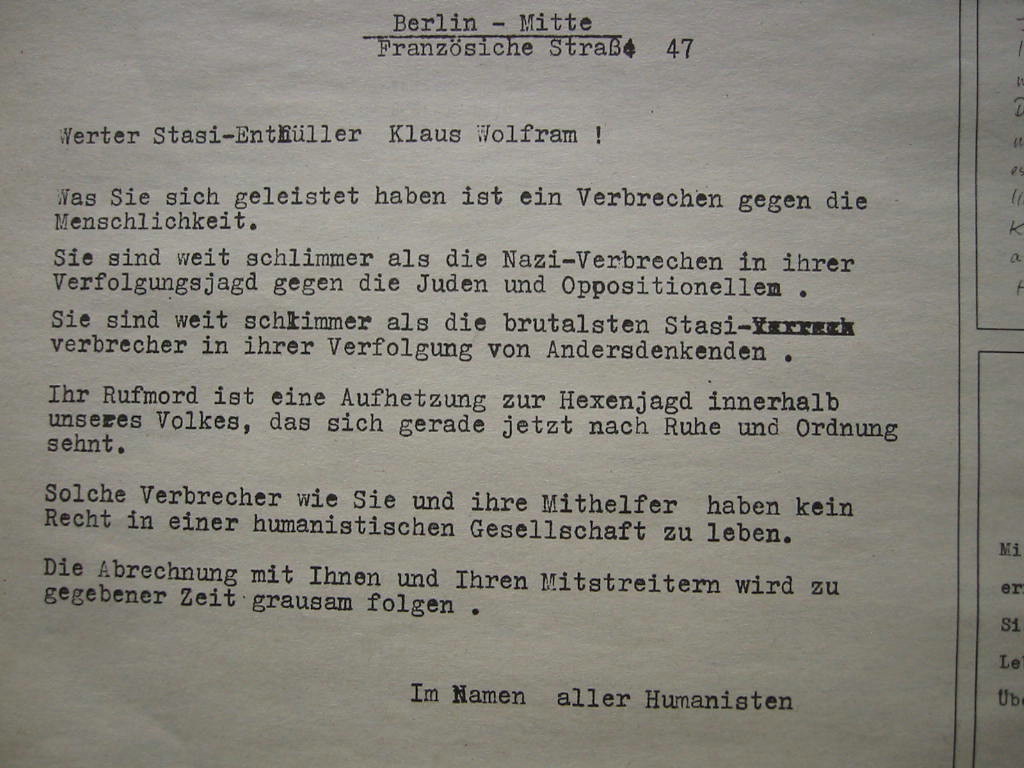 Berlin - Mitte
Französiche Straße 47
Werter Stasi-Enthüller Klaus Wolfram !
Was Sie sich geleistet haben ist ein Verbrechen gegen die
Menschlichkeit.
Sie sind weit schlimmer als die Nazi-Verbrechen in ihrer
Verfolgungsjagd gegen die Juden und Oppositionellen .
Sie sind weit schlimmer als die brutalsten Stasi-
verbrecher in ihrer Verfolgung von Andersdenkenden .
Ihr Rufmord ist eine Aufhetzung zur Hexenjagd innerhalb
unseres Volkes, das sich gerade jetzt nach Ruhe und Ordnung
sehnt.
Solche Verbrecher wie Sie und ihre Mithelfer haben kein
Recht in einer humanistischen Gesellschaft zu leben.
Die Abrechnung mit Ihnen und Ihren Mitstreitern wird zu
gegebener Zeit grausam folgen .
Im Namen aller Humanisten
Mi
er
Si
Le
Üb